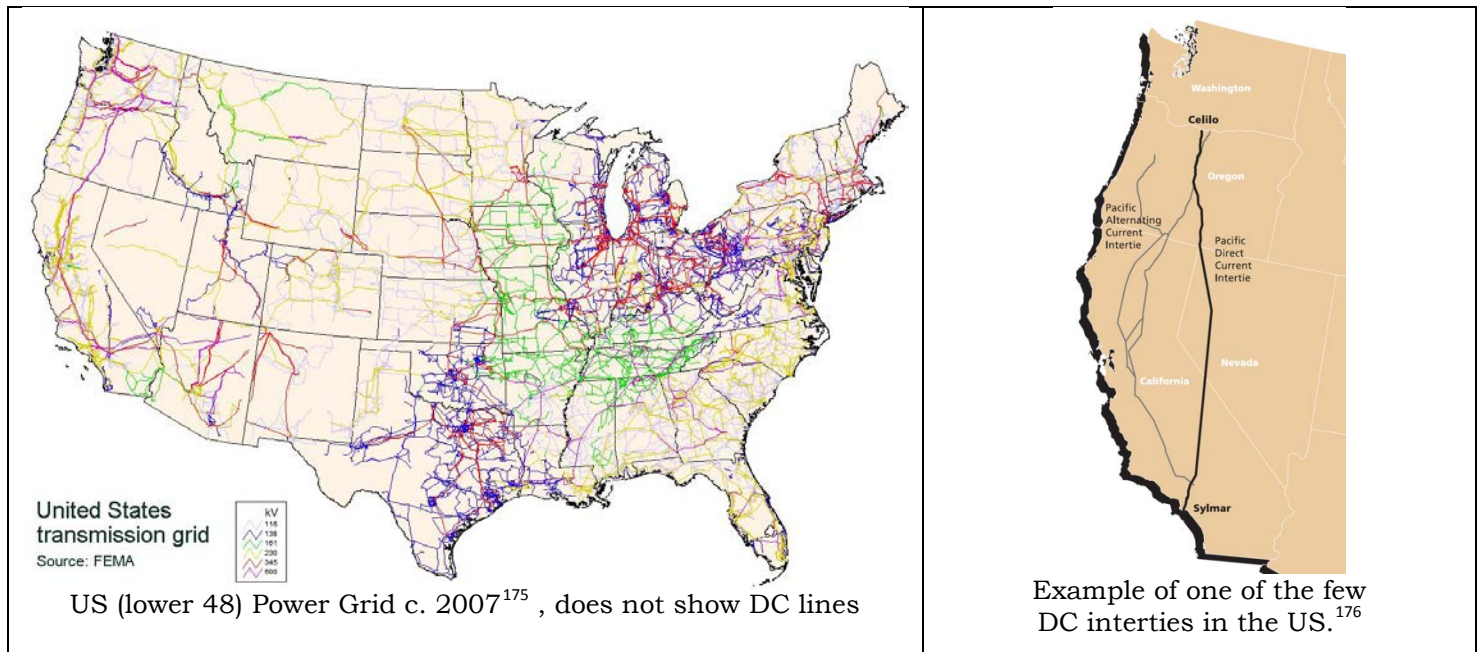 United States
transmission grid
Source: FEMA
kV
115
138
161
230
345
500
US (lower 48) Power Grid c. 2007175 , does not show DC lines
Washington
Celilo
Oregon
Pacific
Alternating
Current
Intertie
Pacific
Direct
Current
Intertie
Nevada
California
Sylmar
Example of one of the few
DC interties in the US.176